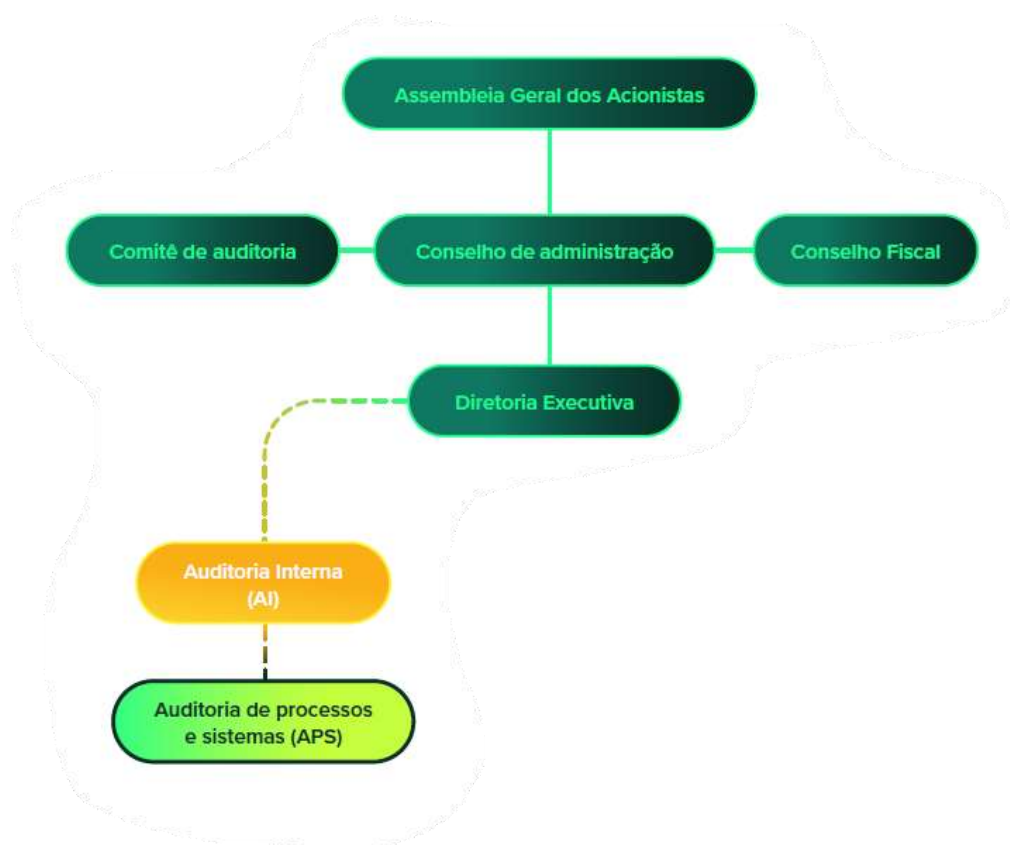 Assembleia Geral dos Acionistas
Comitê de auditoria
Conselho de administração
Conselho Fiscal
Diretoria Executiva
Auditoria Interna
(AI)
Auditoria de processos
e sistemas (APS)